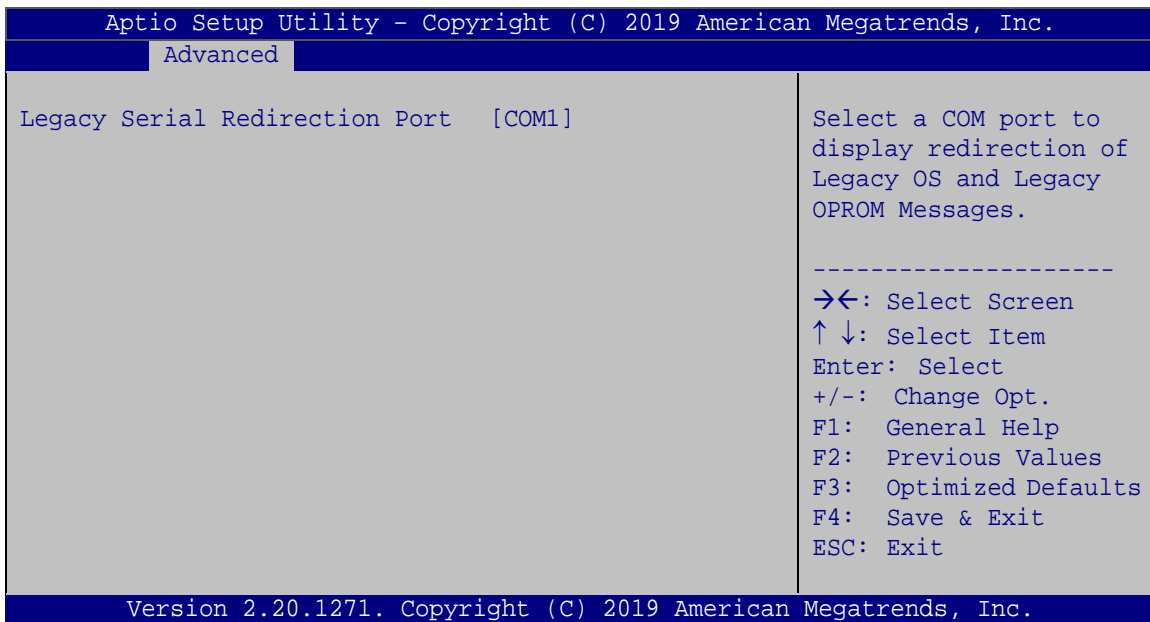 Aptio Setup Utility – Copyright (C) 2019 American Megatrends, Inc.
Advanced
Legacy Serial Redirection Port [COM1]
Select a COM port to
display redirection of
Legacy OS and Legacy
OPROM Messages.
---------------------
→←: Select Screen
↑ ↓: Select Item
Enter: Select
+/-: Change Opt.
F1: General Help
F2: Previous Values
F3: Optimized Defaults
F4: Save & Exit
ESC: Exit
Version 2.20.1271. Copyright (C) 2019 American Megatrends, Inc.